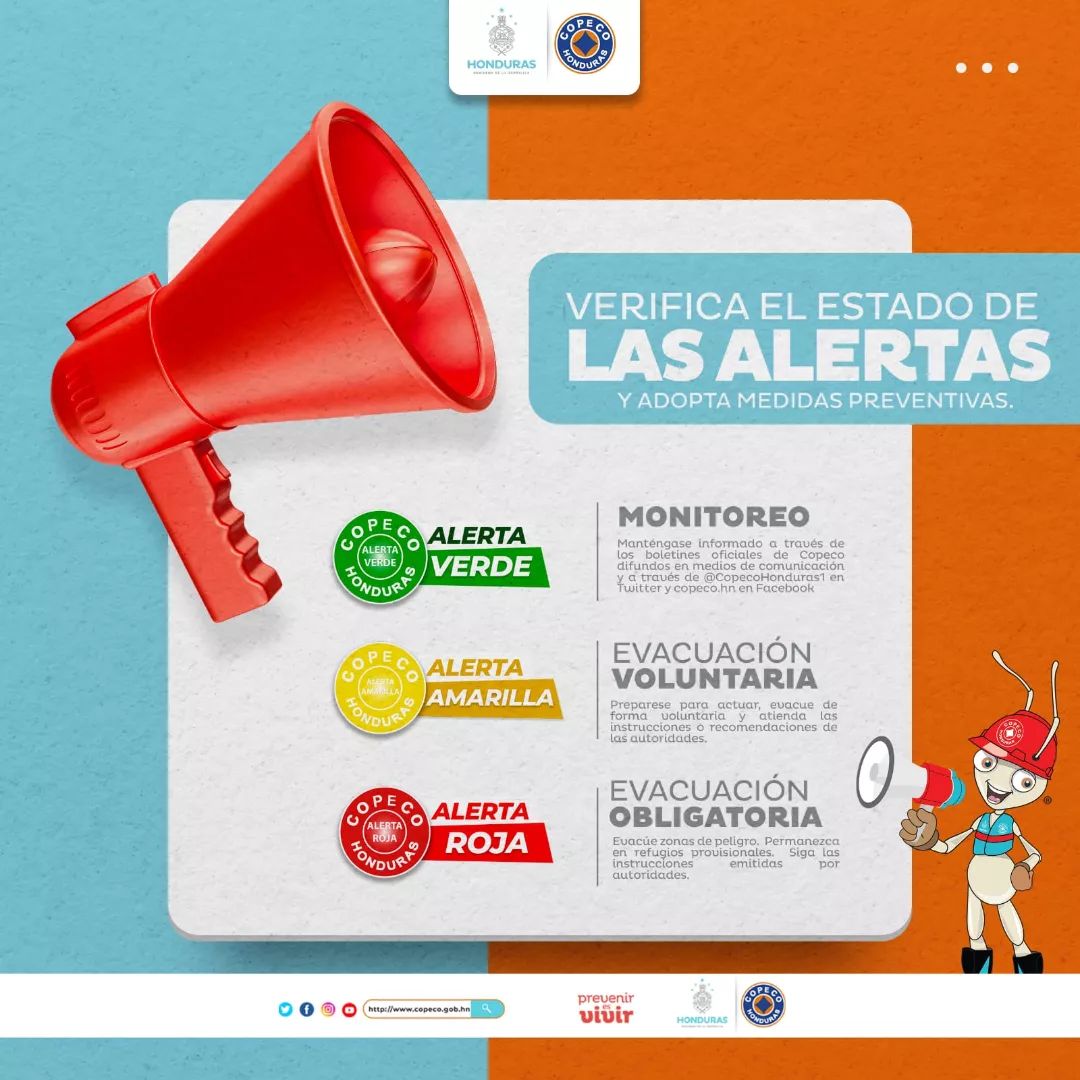 HONDURAS
COPECO
HONDURAS
VERIFICA EL ESTADO DE
LAS ALERTAS
Y ADOPTA MEDIDAS PREVENTIVAS.
COPECO
ALERTA
VERDE
HONDURAS
ALERTA
VERDE
MONITOREO
Manténgase informado a través de
los boletines oficiales de Copeco
difundos en medios de comunicación
y a través de @CopecoHonduras1 en
Twitter y copeco.hn en Facebook
COPECO
ALERTA
AMARILLA
HONDURAS
ALERTA
AMARILLA
EVACUACIÓN
VOLUNTARIA
Preparese para actuar, evacue de
forma voluntaria y atienda las
instrucciones o recomendaciones de
las autoridades.
COPECO
ALERTA
ROJA
HONDURAS
ALERTA
ROJA
EVACUACIÓN
OBLIGATORIA
Evacúe zonas de peligro. Permanezca
en refugios provisionales. Siga las
instrucciones emitidas por
autoridades.
COPECO
®
http://www.copeco.gob.hn
prevenir
es
vivir
HONDURAS
COPECO
HONDURAS